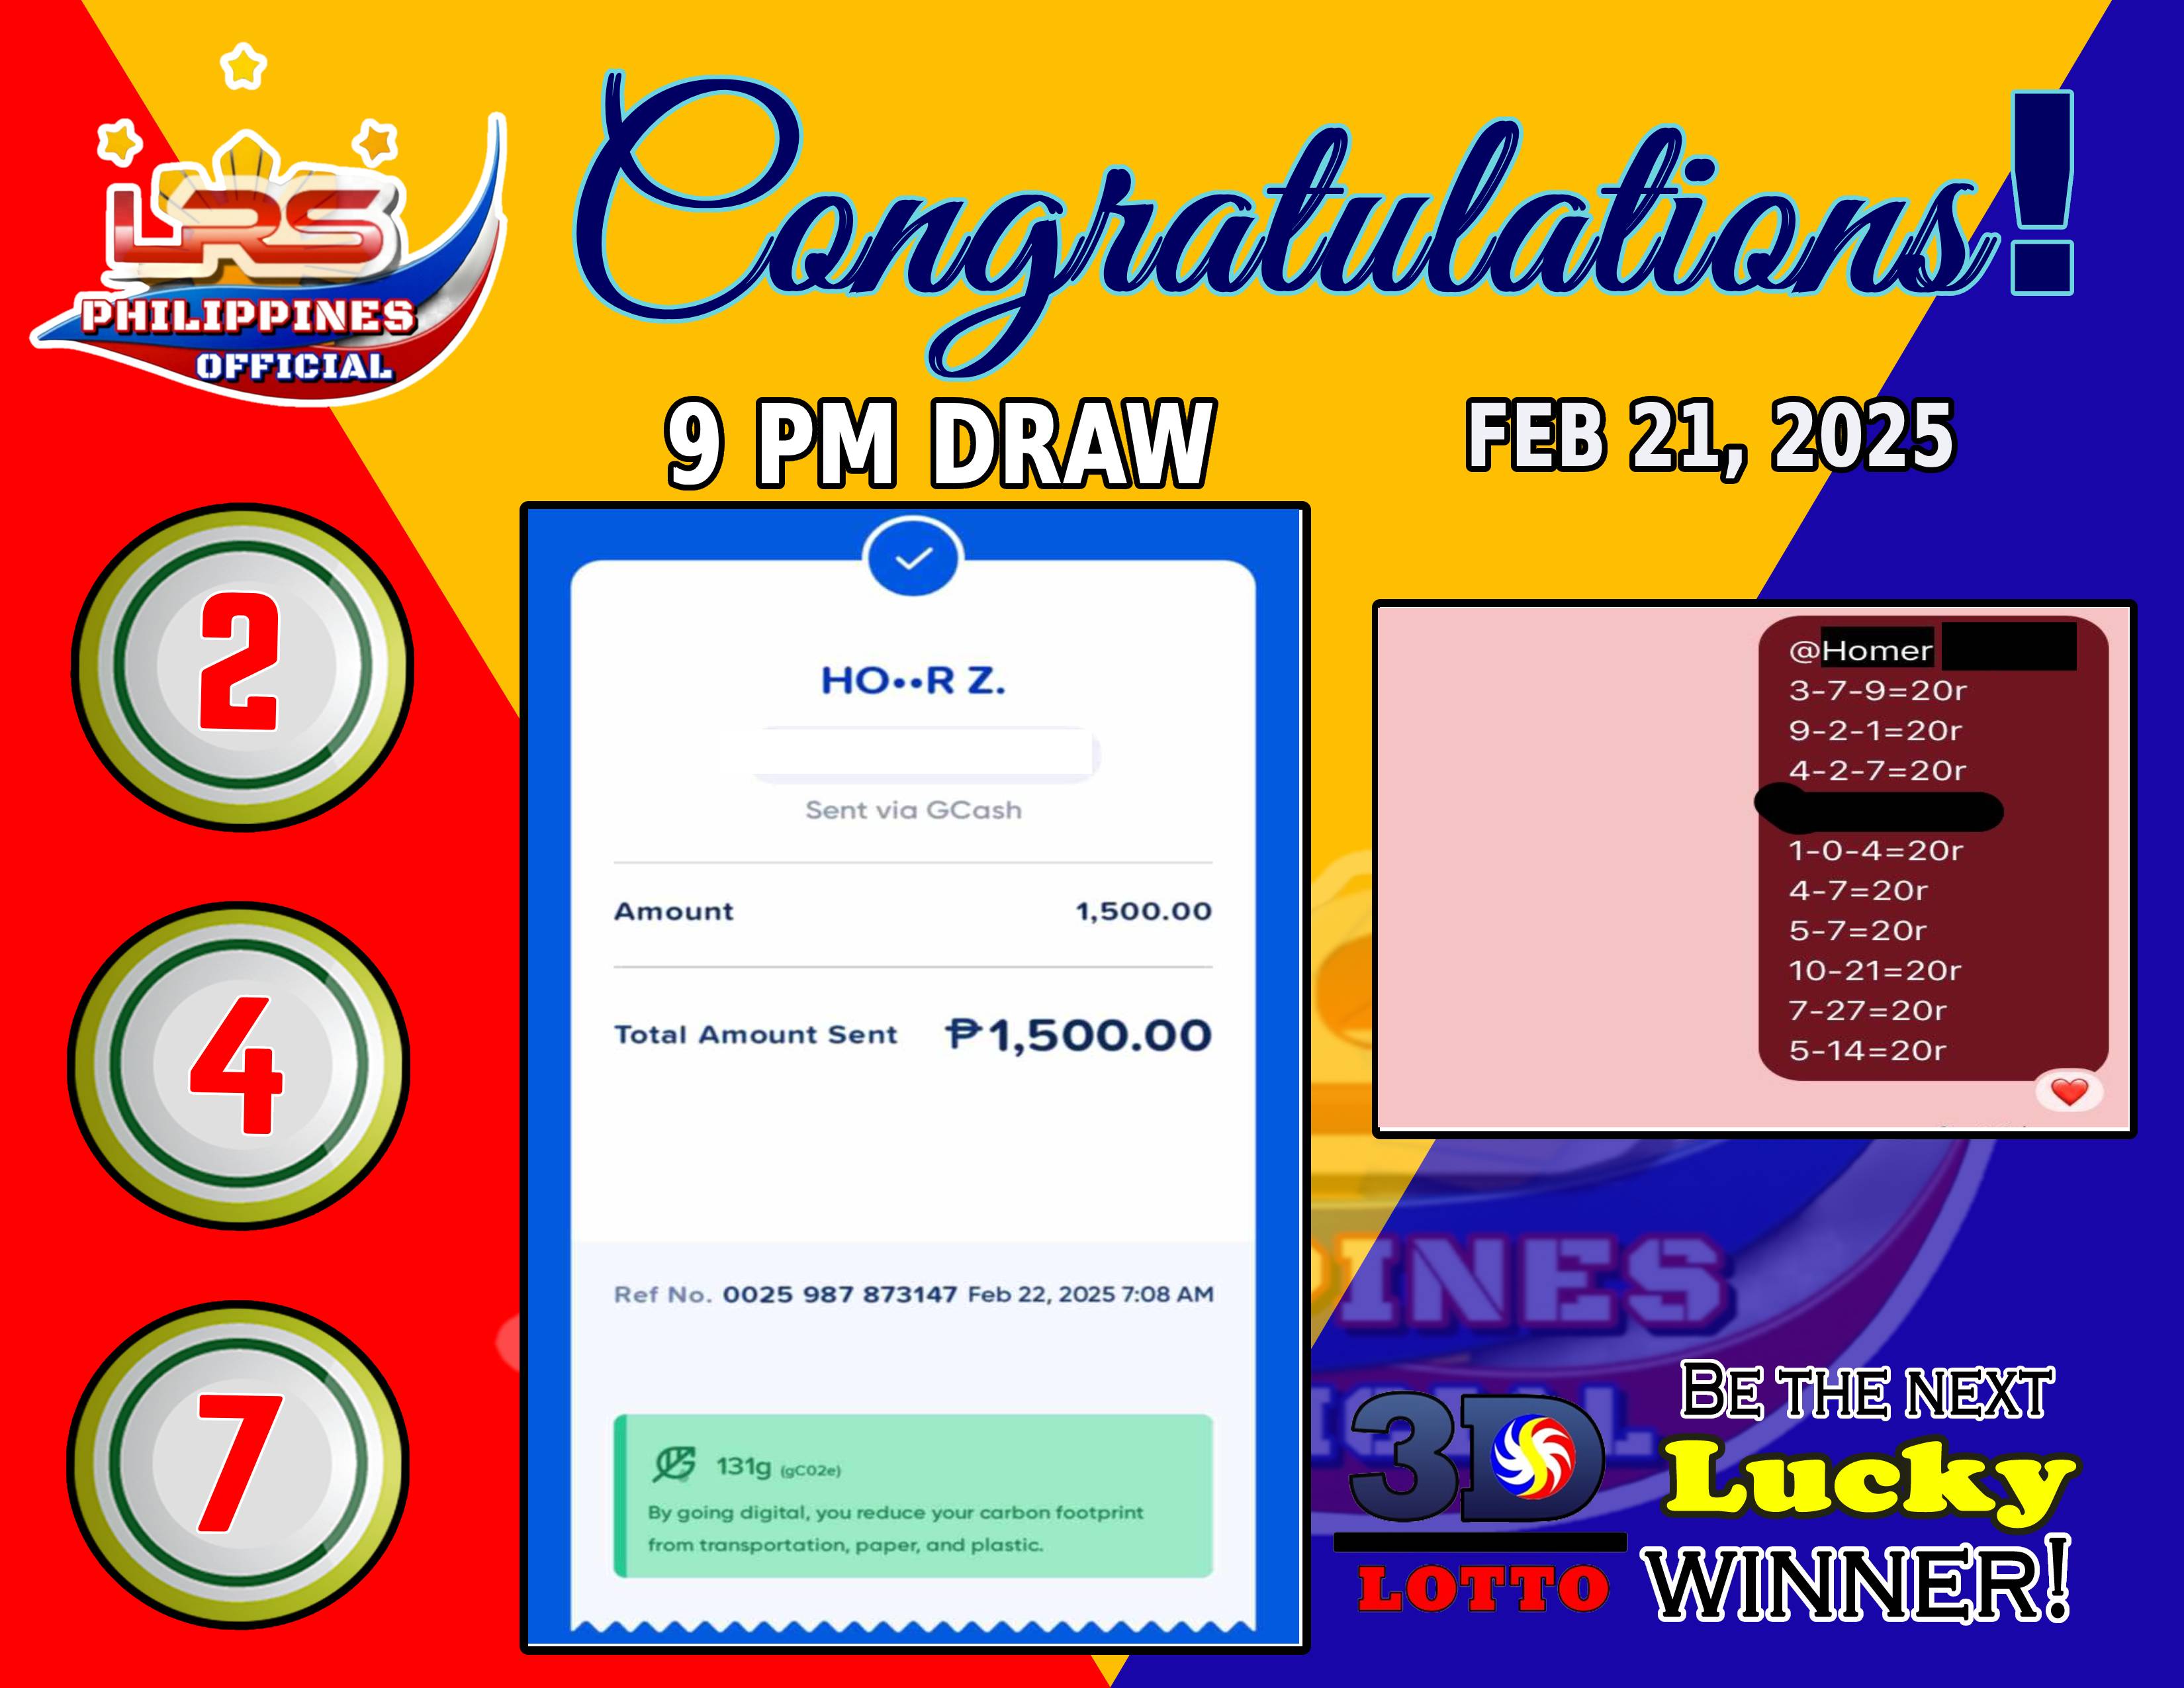 LRS
PHILIPPINES
OFFICIAL
Congratulations!
9 PM DRAW
FEB 21, 2025
2
4
7
HO••R Z.
Sent via GCash
Amount 1,500.00
Total Amount Sent ₱1,500.00
Ref No. 0025 987 873147 Feb 22, 2025 7:08 AM
131g (gCO2e)
By going digital, you reduce your carbon footprint
from transportation, paper, and plastic.
@Homer
3-7-9=20r
9-2-1=20r
4-2-7=20r
1-0-4=20r
4-7=20r
5-7=20r
10-21=20r
7-27=20r
5-14=20r
PINES
ICIAL
3D
LOTTO
BE THE NEXT
Lucky
WINNER!